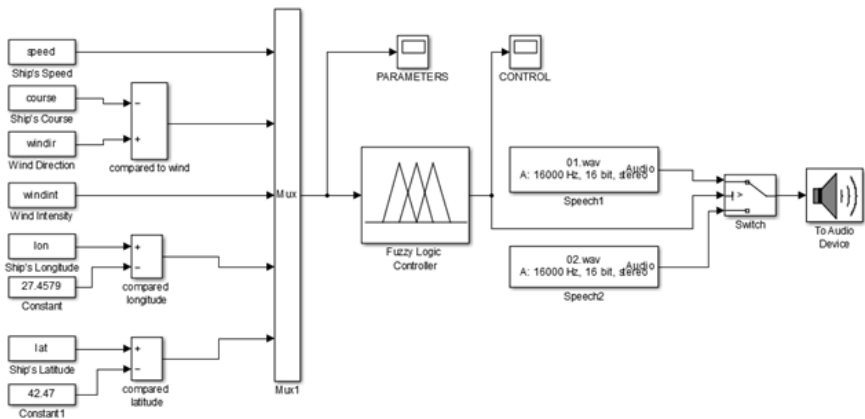 speed
Ship's Speed
course
Ship's Course
windir
Wind Direction
compared to wind
windint
Wind Intensity
lon
Ship's Longitude
27.4579
Constant
compared
longitude
lat
Ship's Latitude
42.47
Constant1
compared
latitude
Mux
Mux1
PARAMETERS
CONTROL
Fuzzy Logic
Controller
01.wav
Audio
A: 16000 Hz, 16 bit, stereo
Speech1
02.wav
Audio
A: 16000 Hz, 16 bit, stereo
Speech2
Switch
To Audio
Device